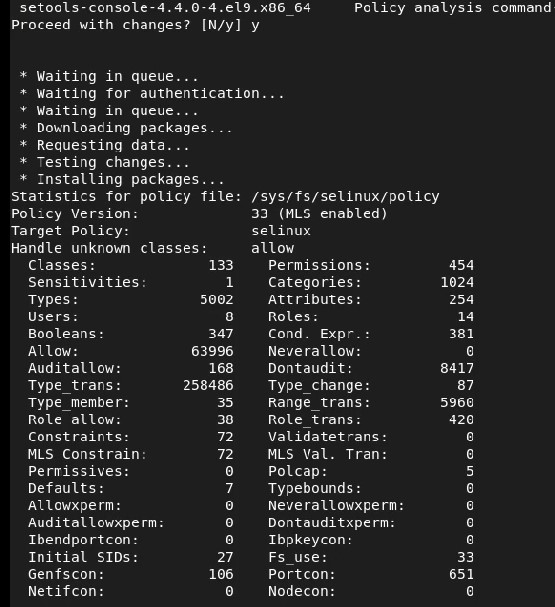 setools-console-4.4.0-4.el9.x86_64     Policy analysis command
Proceed with changes? [N/y] y
* Waiting in queue...
* Waiting for authentication...
* Waiting in queue...
* Downloading packages...
* Requesting data...
* Testing changes...
* Installing packages...
Statistics for policy file: /sys/fs/selinux/policy
Policy Version:             33 (MLS enabled)
Target Policy:              selinux
Handle unknown classes:     allow
Classes:             133    Permissions:         454
Sensitivities:         1    Categories:         1024
Types:              5002    Attributes:          254
Users:                 8    Roles:                14
Booleans:            347    Cond. Expr.:         381
Allow:             63996    Neverallow:            0
Auditallow:          168    Dontaudit:          8417
Type_trans:       258486    Type_change:          87
Type_member:          35    Range_trans:        5960
Role allow:           38    Role_trans:          420
Constraints:          72    Validatetrans:         0
MLS Constrain:        72    MLS Val. Tran:         0
Permissives:           0    Polcap:                5
Defaults:              7    Typebounds:            0
Allowxperm:            0    Neverallowxperm:       0
Auditallowxperm:       0    Dontauditxperm:        0
Ibendportcon:          0    Ibpkeycon:             0
Initial SIDs:         27    Fs_use:               33
Genfscon:            106    Portcon:             651
Netifcon:              0    Nodecon:               0